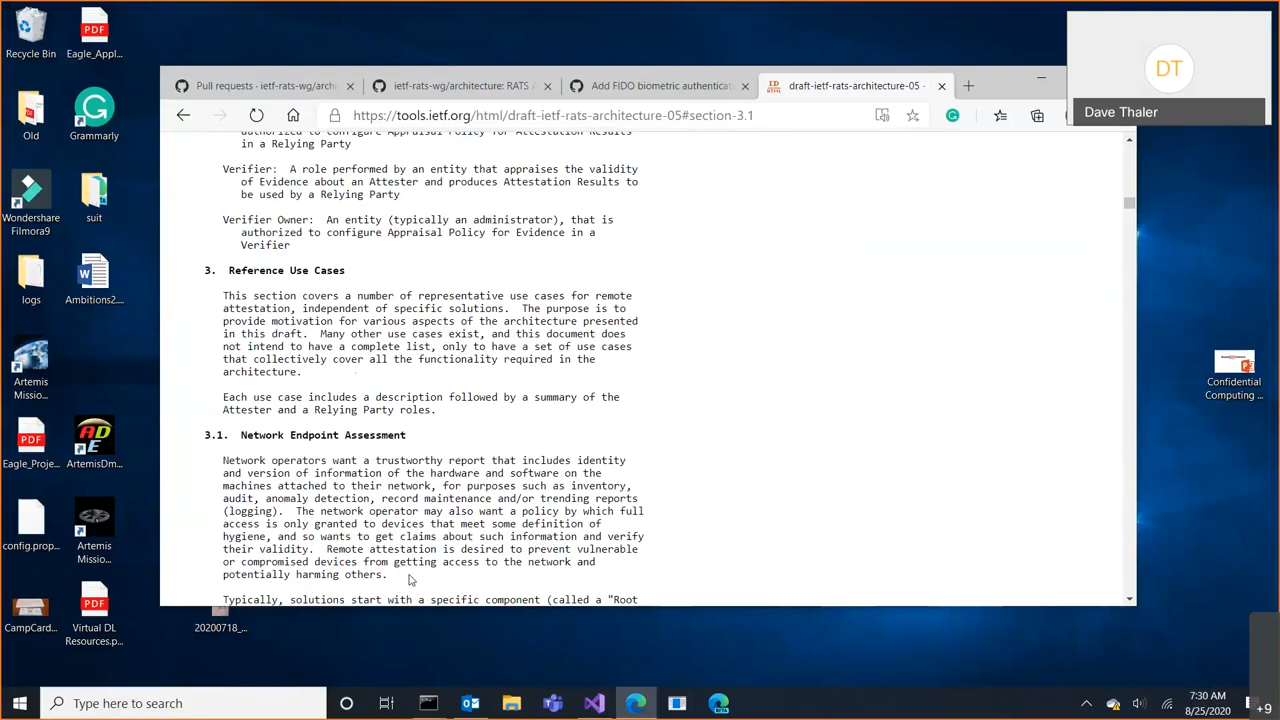 Recycle Bin
Eagle_Appl...
Old
Grammarly
Wondershare
Filmora9
suit
logs
Ambitions2...
Artemis
Missio...
Eagle_Proje...
ArtemisDm...
config.prop...
Artemis
Missio...
CampCard...
Virtual DL
Resources.p...
20200718_...
Confidential
Computing ...
DT
Dave Thaler
Pull requests · ietf-rats-wg/archi
ietf-rats-wg/architecture: RATS A
Add FIDO biometric authenticat
draft-ietf-rats-architecture-05 -
https://tools.ietf.org/html/draft-ietf-rats-architecture-05#section-3.1
authorized to configure Appraisal Policy for Attestation Results
in a Relying Party
Verifier: A role performed by an entity that appraises the validity
of Evidence about an Attester and produces Attestation Results to
be used by a Relying Party
Verifier Owner: An entity (typically an administrator), that is
authorized to configure Appraisal Policy for Evidence in a
Verifier
3. Reference Use Cases
This section covers a number of representative use cases for remote
attestation, independent of specific solutions. The purpose is to
provide motivation for various aspects of the architecture presented
in this draft. Many other use cases exist, and this document does
not intend to have a complete list, only to have a set of use cases
that collectively cover all the functionality required in the
architecture.
Each use case includes a description followed by a summary of the
Attester and a Relying Party roles.
3.1. Network Endpoint Assessment
Network operators want a trustworthy report that includes identity
and version of information of the hardware and software on the
machines attached to their network, for purposes such as inventory,
audit, anomaly detection, record maintenance and/or trending reports
(logging). The network operator may also want a policy by which full
access is only granted to devices that meet some definition of
hygiene, and so wants to get claims about such information and verify
their validity. Remote attestation is desired to prevent vulnerable
or compromised devices from getting access to the network and
potentially harming others.
Typically, solutions start with a specific component (called a "Root
Type here to search
7:30 AM
8/25/2020
+9